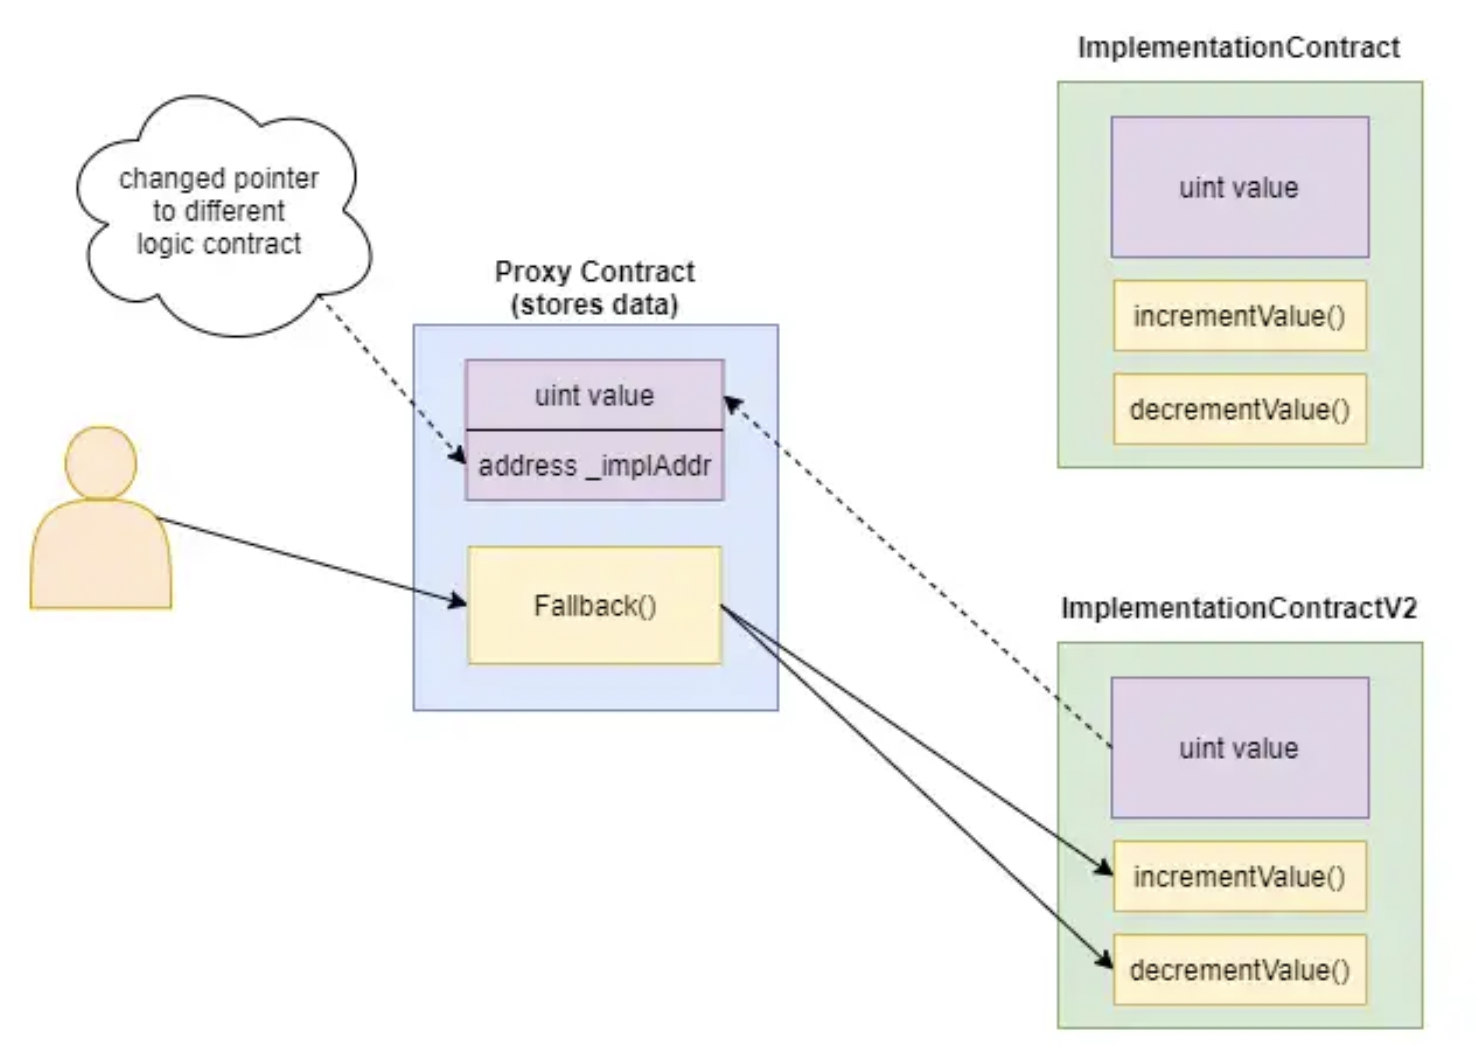 ImplementationContract
uint value
incrementValue()
decrementValue()
changed pointer
to different
logic contract
Proxy Contract
(stores data)
uint value
address _implAddr
Fallback()
ImplementationContractV2
uint value
incrementValue()
decrementValue()